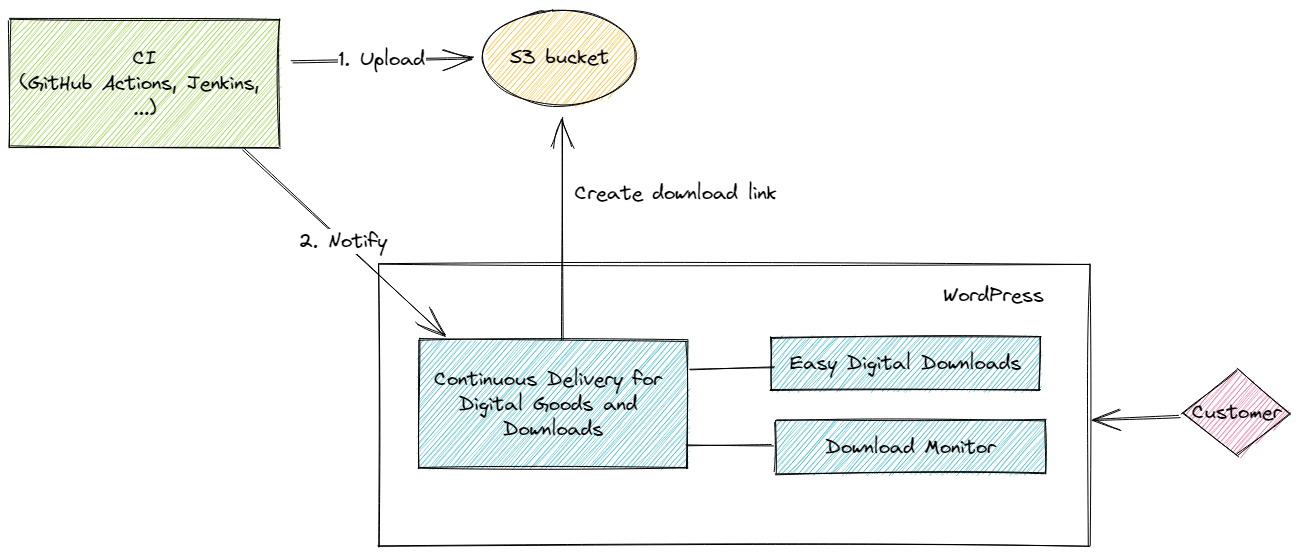 CI
(GitHub Actions, Jenkins,
...)
1. Upload
S3 bucket
Create download link
2. Notify
WordPress
Continuous Delivery for
Digital Goods and
Downloads
Easy Digital Downloads
Download Monitor
Customer